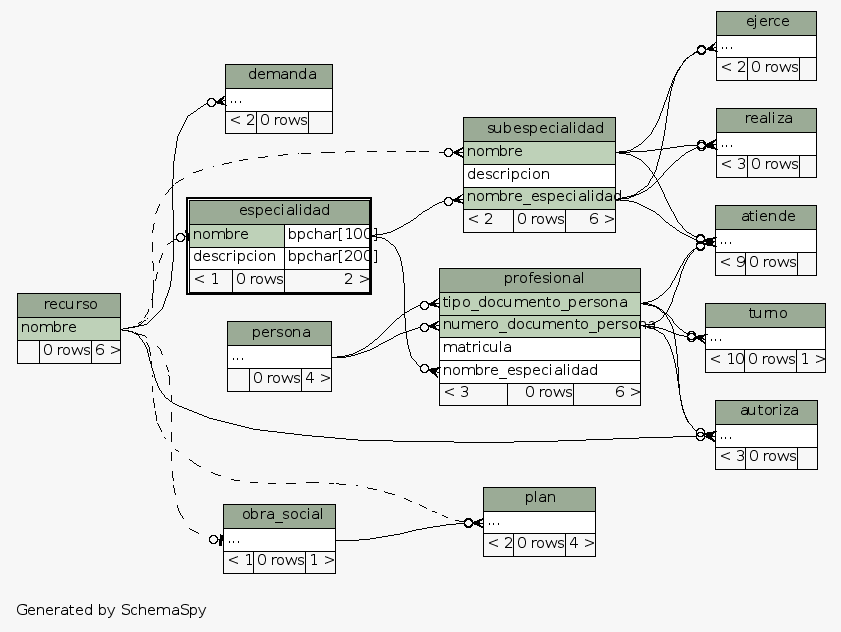 ejerce
...
< 2 0 rows
demanda
...
< 2 0 rows
realiza
...
< 3 0 rows
subespecialidad
nombre
descripcion
nombre_especialidad
< 2 0 rows 6 >
especialidad
nombre bpchar[100]
descripcion bpchar[200]
< 1 0 rows 2 >
atiende
...
< 9 0 rows
profesional
tipo_documento_persona
numero_documento_persona
matricula
nombre_especialidad
< 3 0 rows 6 >
recurso
nombre
0 rows 6 >
persona
...
0 rows 4 >
turno
...
< 10 0 rows 1 >
autoriza
...
< 3 0 rows
plan
...
< 2 0 rows 4 >
obra_social
...
< 1 0 rows 1 >
Generated by SchemaSpy